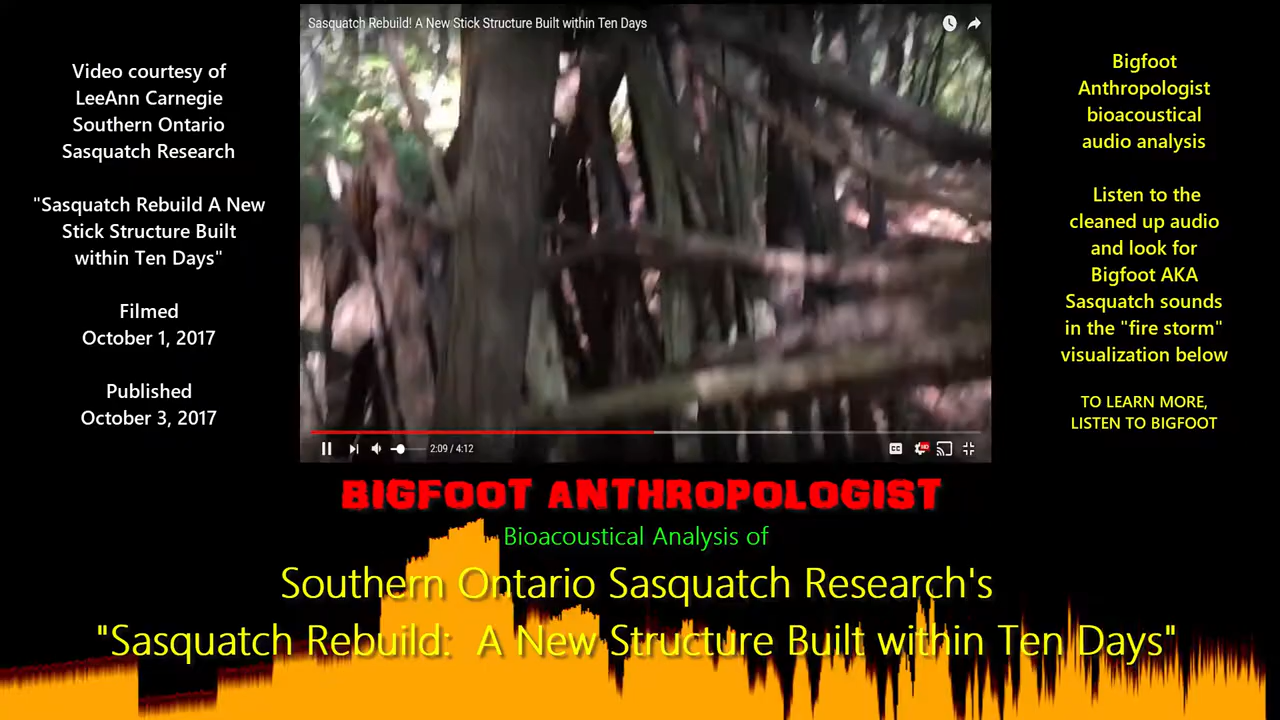 Sasquatch Rebuild! A New Stick Structure Built within Ten Days
Video courtesy of
LeeAnn Carnegie
Southern Ontario
Sasquatch Research
"Sasquatch Rebuild A New
Stick Structure Built
within Ten Days"
Filmed
October 1, 2017
Published
October 3, 2017
Bigfoot
Anthropologist
bioacoustical
audio analysis
Listen to the
cleaned up audio
and look for
Bigfoot AKA
Sasquatch sounds
in the "fire storm"
visualization below
TO LEARN MORE,
LISTEN TO BIGFOOT
2:09 / 4:12
CC
HD
BIGFOOT ANTHROPOLOGIST
Bioacoustical Analysis of
Southern Ontario Sasquatch Research's
"Sasquatch Rebuild:  A New Structure Built within Ten Days"